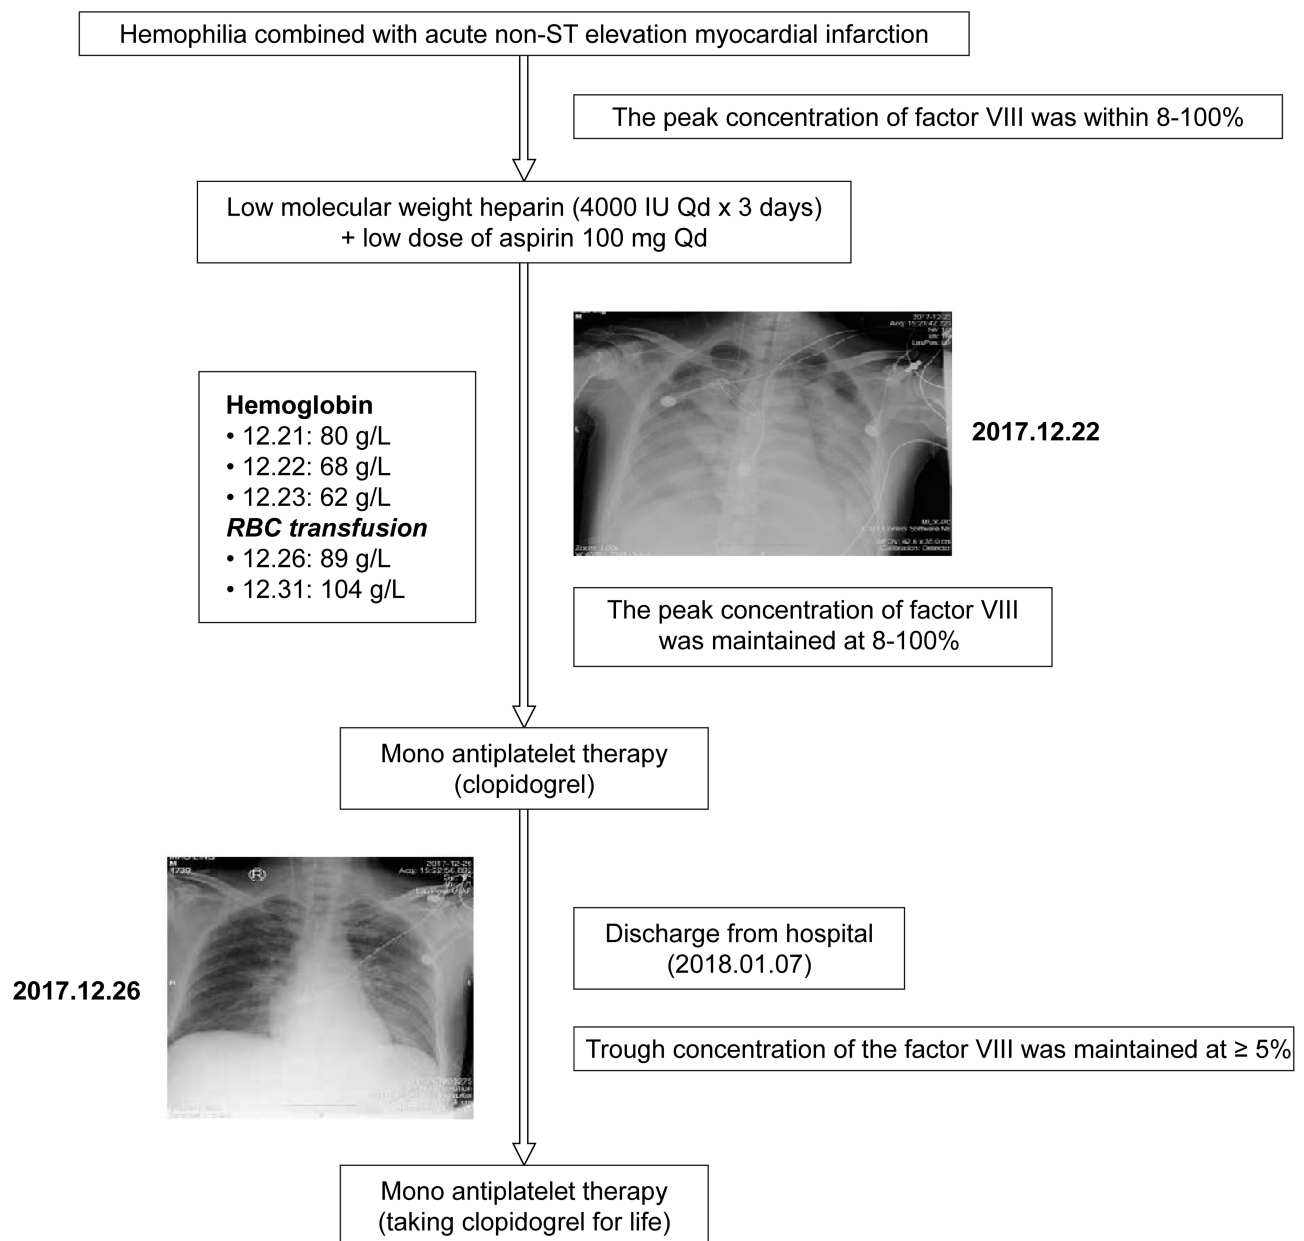 Hemophilia combined with acute non-ST elevation myocardial infarction
The peak concentration of factor VIII was within 8-100%
Low molecular weight heparin (4000 IU Qd x 3 days)
+ low dose of aspirin 100 mg Qd
Hemoglobin
• 12.21: 80 g/L
• 12.22: 68 g/L
• 12.23: 62 g/L
RBC transfusion
• 12.26: 89 g/L
• 12.31: 104 g/L
M
2017.12.22
The peak concentration of factor VIII
was maintained at 8-100%
Mono antiplatelet therapy
(clopidogrel)
M
R
2017-12-26
2017.12.26
Discharge from hospital
(2018.01.07)
Trough concentration of the factor VIII was maintained at ≥ 5%
Mono antiplatelet therapy
(taking clopidogrel for life)